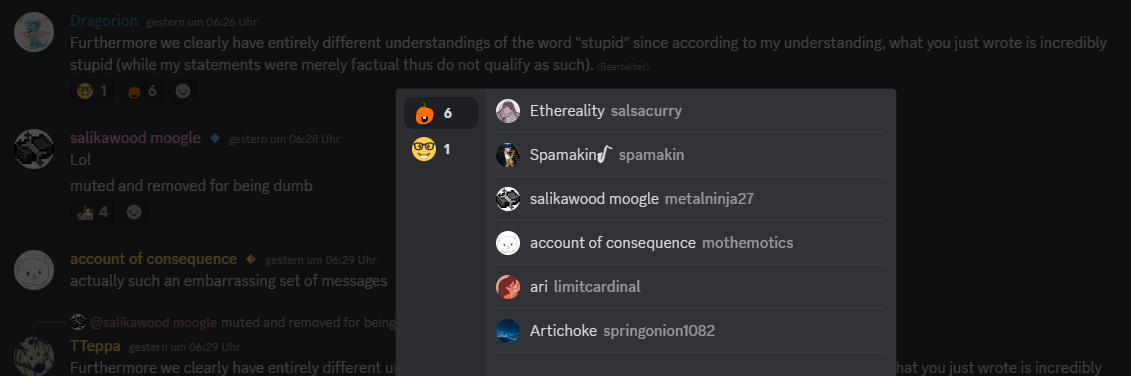 Dragorion gestern um 06:26 Uhr
Furthermore we clearly have entirely different understandings of the word "stupid" since according to my understanding, what you just wrote is incredibly
stupid (while my statements were merely factual thus do not qualify as such). (Bearbeitet)
1 6
salikawood moogle gestern um 06:28 Uhr
Lol
muted and removed for being dumb
4
account of consequence gestern um 06:29 Uhr
actually such an embarrassing set of messages
@salikawood moogle muted and removed for being
TTeppa gestern um 06:29 Uhr
Furthermore we clearly have entirely different
hat you just wrote is incredibly
6
1
Ethereality salsacurry
Spamakin spamakin
salikawood moogle metalninja27
account of consequence mothemotics
ari limitcardinal
Artichoke springonion1082